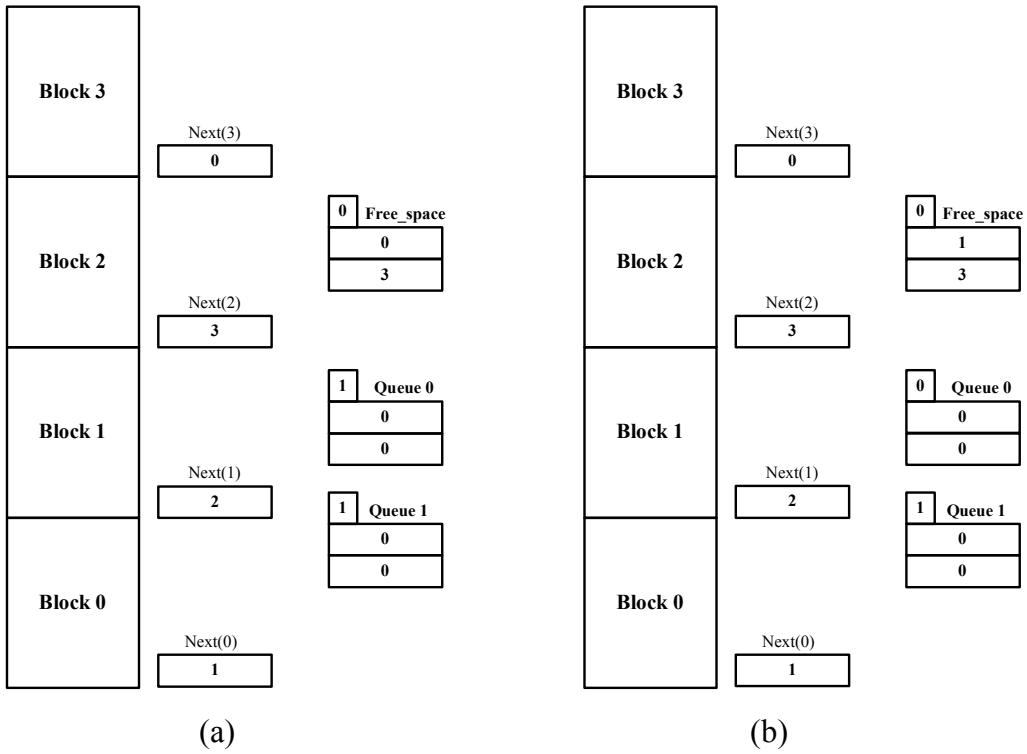 Block 3
Next(3)
0
0 Free_space
0
3
Block 2
Next(2)
3
1 Queue 0
0
0
Block 1
Next(1)
2
1 Queue 1
0
0
Block 0
Next(0)
1
(a)
Block 3
Next(3)
0
0 Free_space
1
3
Block 2
Next(2)
3
0 Queue 0
0
0
Block 1
Next(1)
2
1 Queue 1
0
0
Block 0
Next(0)
1
(b)